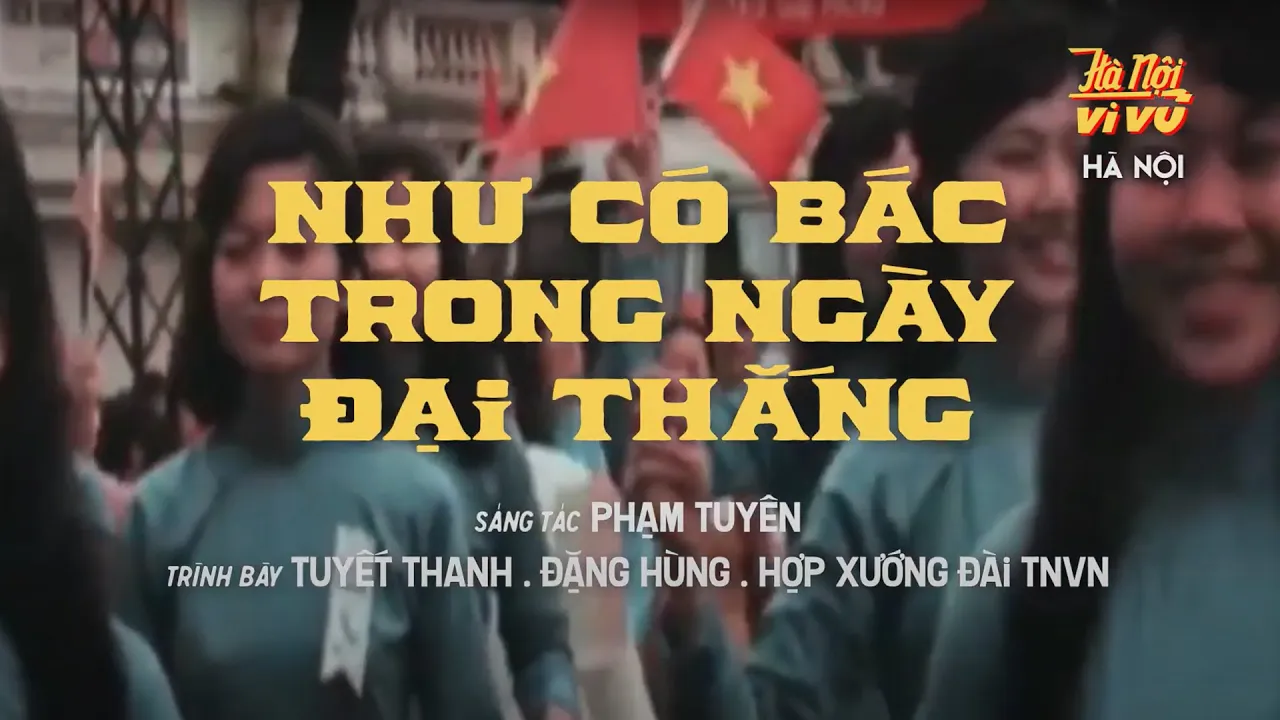 Hà Nội
Vi Vũ
HÀ NỘI
NHƯ CÓ BÁC
TRONG NGÀY
ĐẠi THẮNG
SÁNG TÁC PHẠM TUYÊN
TRÌNH BÀY TUYẾT THANH . ĐẶNG HÙNG . HỢP XƯỚNG ĐÀi TNVN